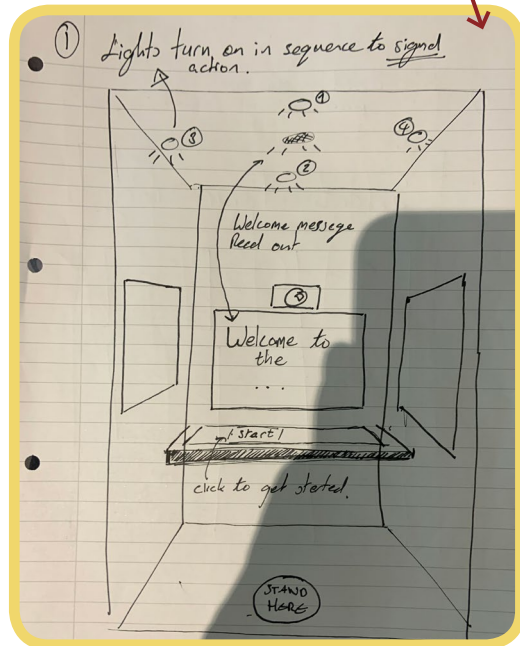 1
Lights turn on in sequence to signal
action.
1
3
4
2
Welcome message
Read out
Welcome to
the
...
Start
click to get started.
STAND
HERE